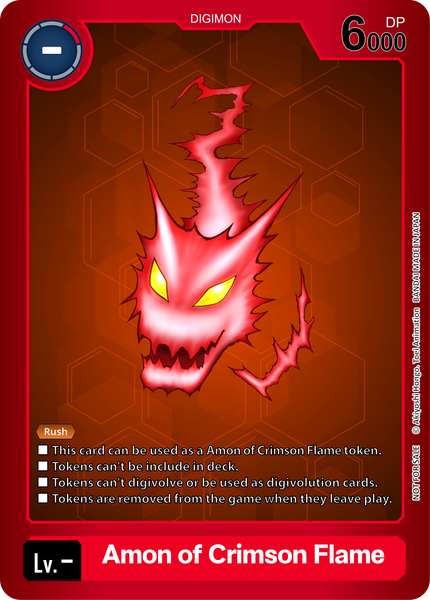 DIGIMON
-
DP
6000
Rush
■ This card can be used as a Amon of Crimson Flame token.
■ Tokens can't be include in deck.
■ Tokens can't digivolve or be used as digivolution cards.
■ Tokens are removed from the game when they leave play.
NOT FOR SALE © Akiyoshi Hongo, Toei Animation BANDAI MADE IN JAPAN
Lv.-
Amon of Crimson Flame